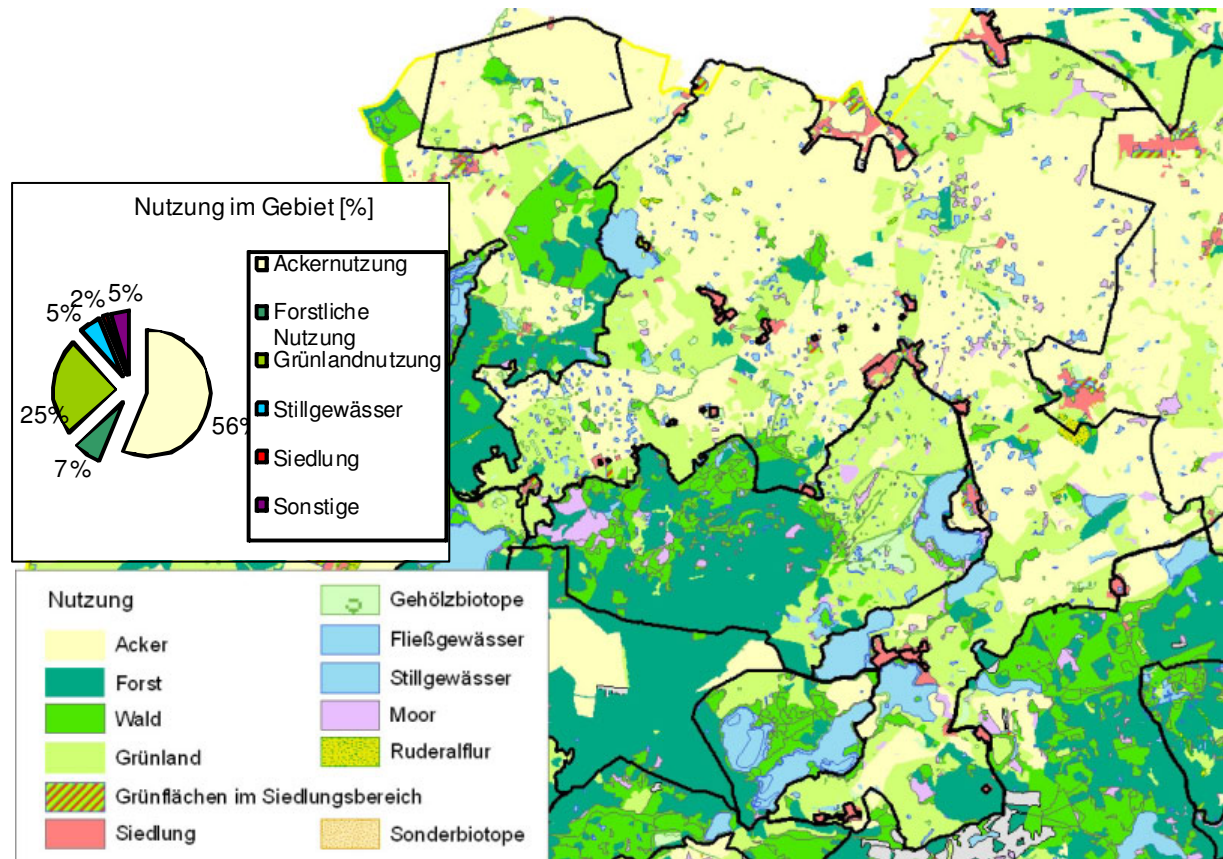 Nutzung im Gebiet [%]
5%
2%
5%
25%
7%
56%
Ackernutzung
Forstliche
Nutzung
Grünlandnutzung
Stillgewässer
Siedlung
Sonstige
Nutzung
Acker
Forst
Wald
Grünland
Grünflächen im Siedlungsbereich
Siedlung
Gehölzbiotope
Fließgewässer
Stillgewässer
Moor
Ruderalflur
Sonderbiotope